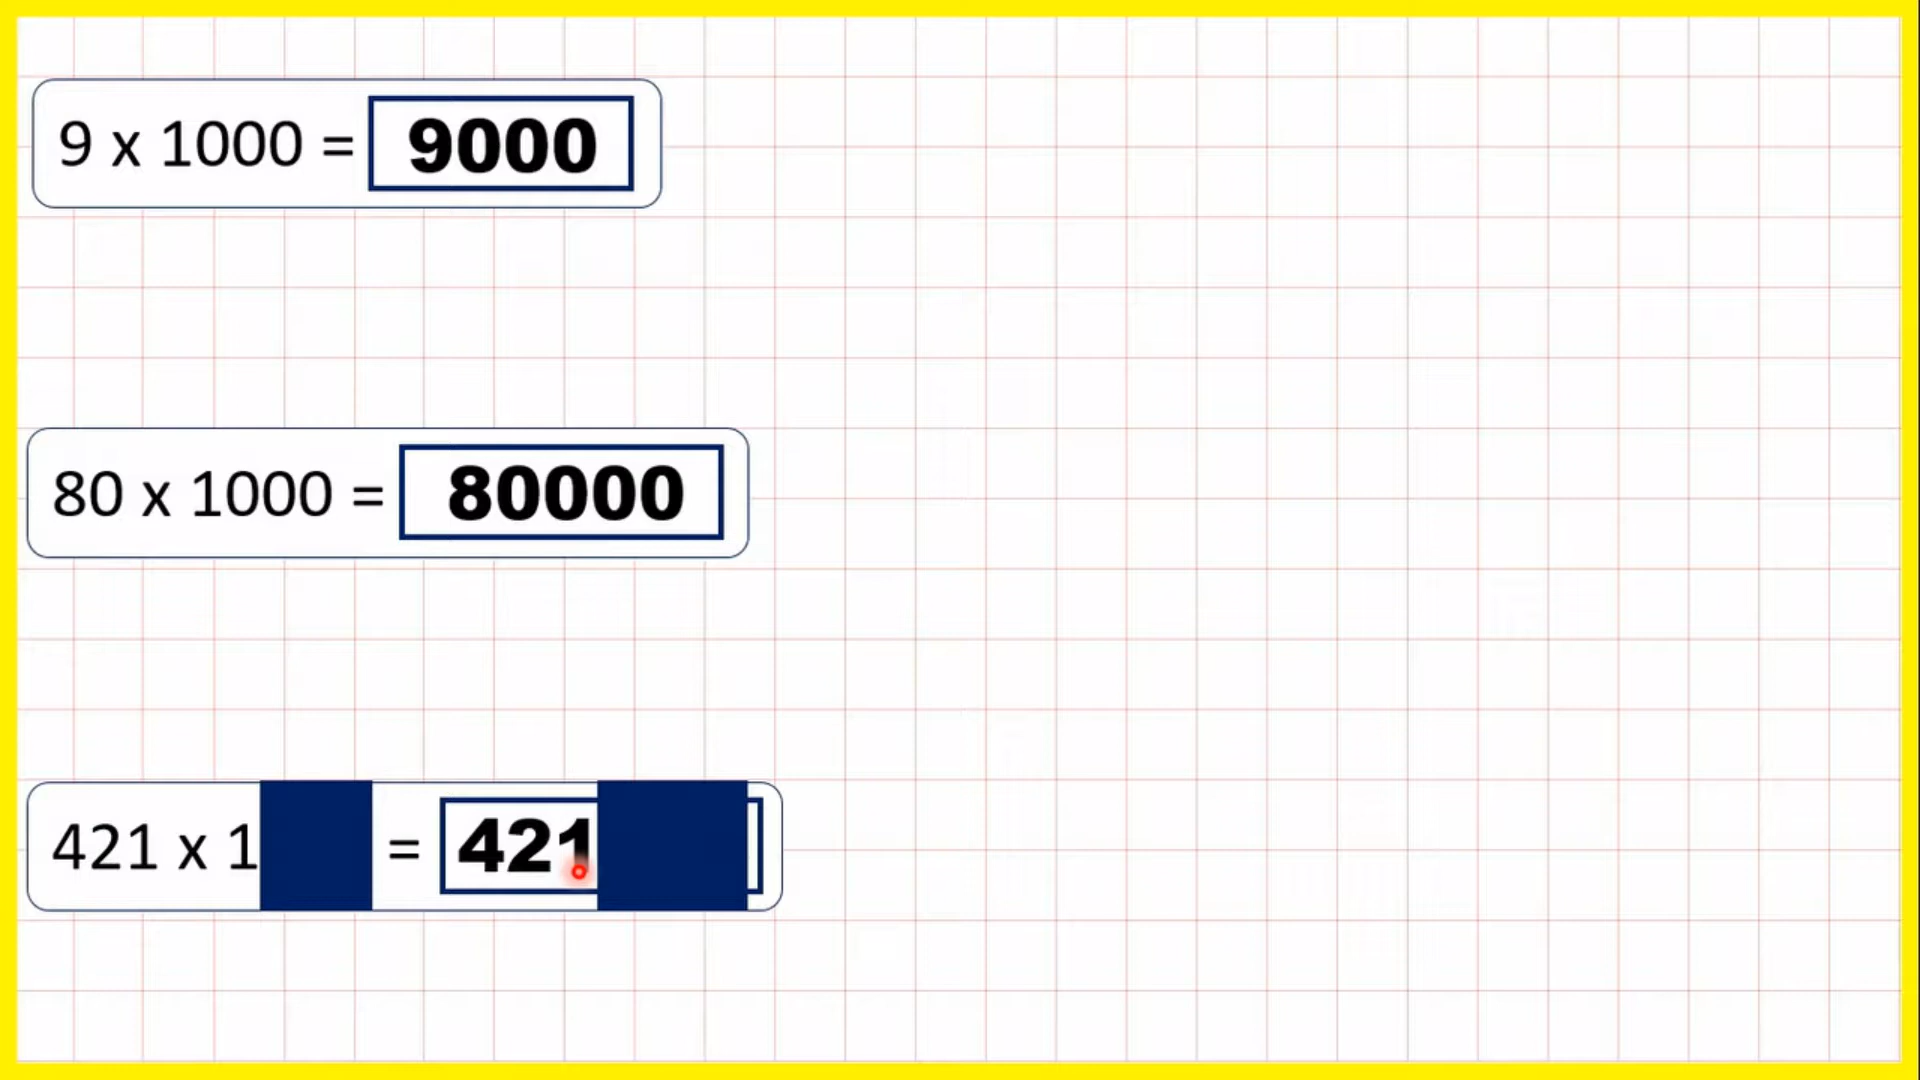 9 x 1000 = 9000
80 x 1000 = 80000
421 x 1 = 421